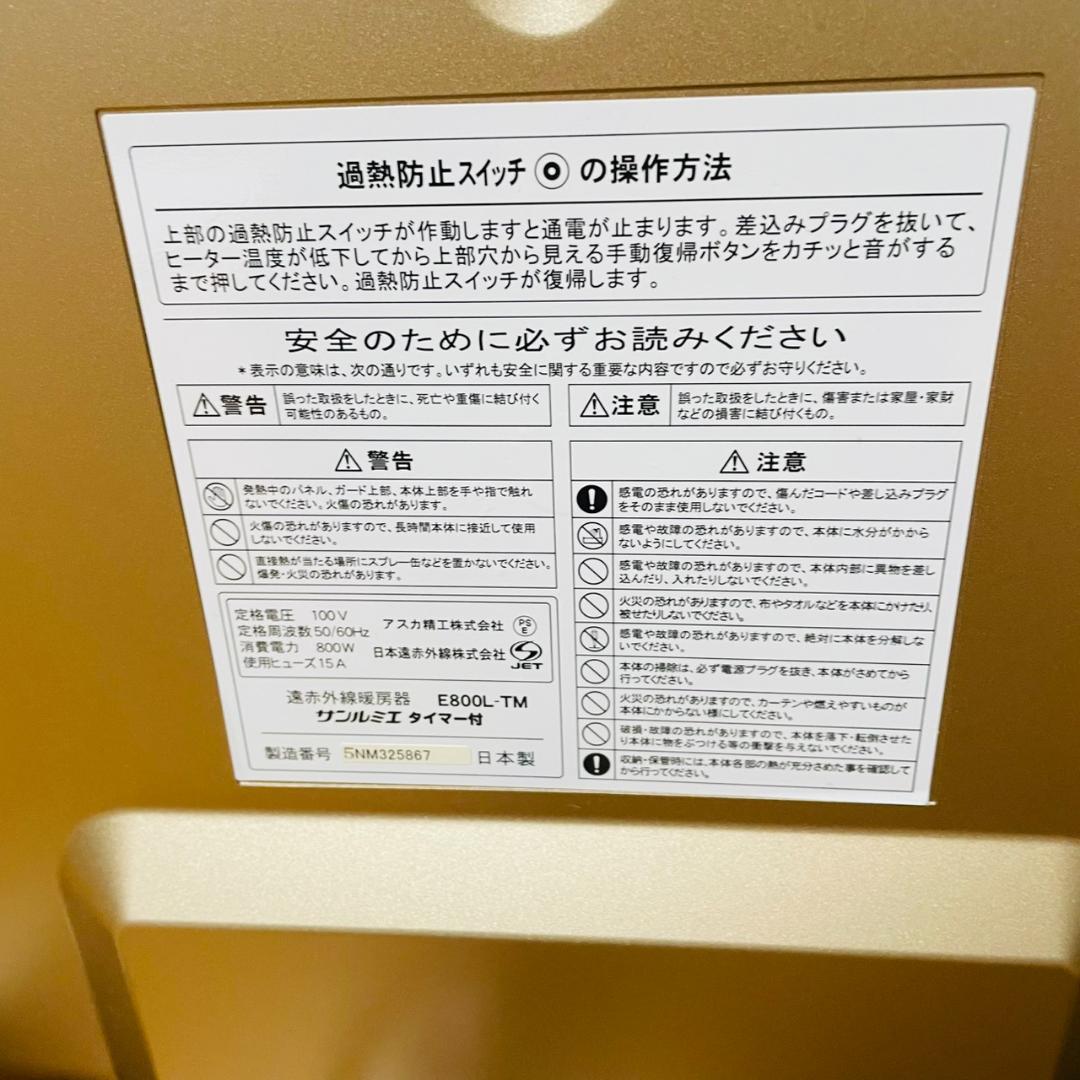 過熱防止スイッチ の操作方法
上部の過熱防止スイッチが作動しますと通電が止まります。差込みプラグを抜いて、
ヒーター温度が低下してから上部穴から見える手動復帰ボタンをカチッと音がする
まで押してください。過熱防止スイッチが復帰します。
安全のために必ずお読みください
*表示の意味は、次の通りです。いずれも安全に関する重要な内容ですので必ずお守りください。
警告
誤った取扱をしたときに、死亡や重傷に結び付く
可能性のあるもの。
注意
誤った取扱をしたときに、傷害または家屋・家財
などの損害に結び付くもの。
警告
発熱中のパネル、ガード上部、本体上部を手や指で触れ
ないでください。火傷の恐れがあります。
火傷の恐れがありますので、長時間本体に接近して使用
しないでください。
直接熱が当たる場所にスプレー缶などを置かないでください。
爆発・火災の恐れがあります。
定格電圧 100V
定格周波数 50/60Hz
消費電力 800W
使用ヒューズ 15A
アスカ精工株式会社
PS
E
日本遠赤外線株式会社
JET
遠赤外線暖房器 E800L-TM
サンルミエ タイマー付
製造番号 5NM325867 日本製
注意
感電の恐れがありますので、傷んだコードや差し込みプラグ
をそのまま使用しないでください。
感電や故障の恐れがありますので、本体に水分がかから
ないようにしてください。
感電や故障の恐れがありますので、本体内部に異物を差し
込んだり、入れたりしないでください。
火災の恐れがありますので、布やタオルなどを本体にかけたり、
被せたりしないでください。
感電や故障の恐れがありますので、絶対に本体を分解しな
いでください。
本体の掃除は、必ず電源プラグを抜き、本体がさめてから
行ってください。
火災の恐れがありますので、カーテンや燃えやすいものが
本体にかからない様にしてください。
破損・故障の恐れがありますので、本体を落下・転倒させた
り本体に物をぶつける等の衝撃を与えないでください。
収納・保管時には、本体各部の熱が充分さめた事を確認して
から行ってください。